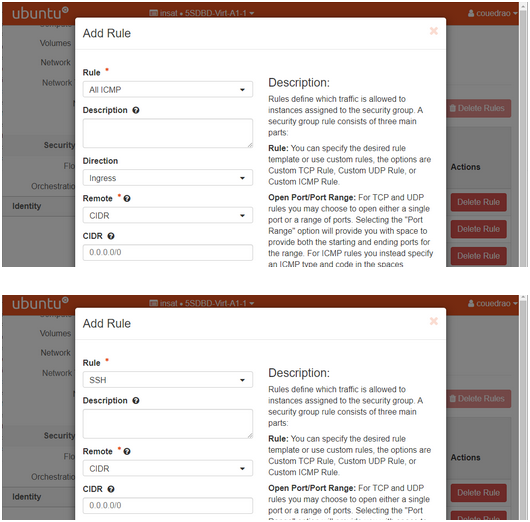 ubuntu
insat • 5SDBD-Virt-A1-1
couedrao
Add Rule
Volumes
Network
Network
Security
Orchestratio
Identity
Rule *
All ICMP
Description
Direction
Ingress
Remote *
CIDR
CIDR
0.0.0.0/0
Description:
Rules define which traffic is allowed to
instances assigned to the security group. A
security group rule consists of three main
parts:
Rule: You can specify the desired rule
template or use custom rules, the options are
Custom TCP Rule, Custom UDP Rule, or
Custom ICMP Rule.
Open Port/Port Range: For TCP and UDP
rules you may choose to open either a single
port or a range of ports. Selecting the "Port
Range" option will provide you with space to
provide both the starting and ending ports for
the range. For ICMP rules you instead specify
an ICMP type and code in the spaces
Delete Rules
Actions
Delete Rule
Delete Rule
Delete Rule
ubuntu
insat • 5SDBD-Virt-A1-1
couedrao
Add Rule
Volumes
Network
Network
Security
Flo
Orchestratio
Identity
Rule *
SSH
Description
Remote *
CIDR
CIDR
0.0.0.0/0
Description:
Rules define which traffic is allowed to
instances assigned to the security group. A
security group rule consists of three main
parts:
Rule: You can specify the desired rule
template or use custom rules, the options are
Custom TCP Rule, Custom UDP Rule, or
Custom ICMP Rule.
Open Port/Port Range: For TCP and UDP
rules you may choose to open either a single
port or a range of ports. Selecting the "Port
Delete Rules
Actions
Delete Rule
Delete Rule